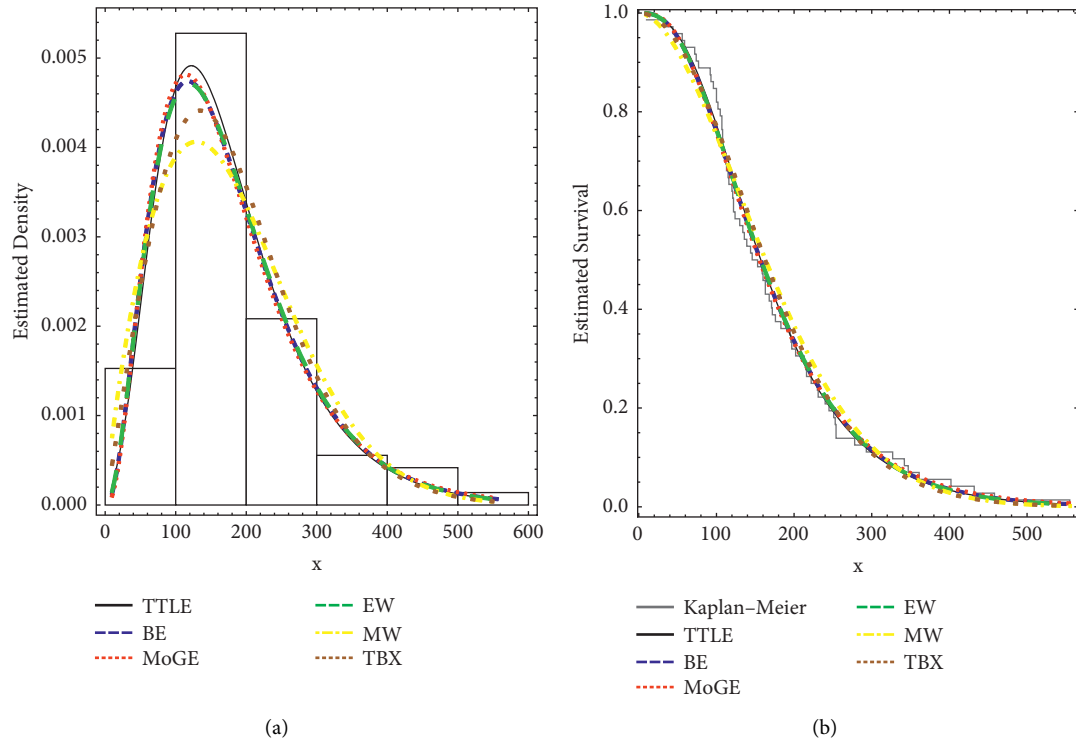 0.005
0.004
0.003
0.002
0.001
0.000
Estimated Density
0 100 200 300 400 500 600
x
TTLE EW
BE MW
MoGE TBX
(a)
1.0
0.8
0.6
0.4
0.2
0.0
Estimated Survival
0 100 200 300 400 500
x
Kaplan–Meier EW
TTLE MW
BE TBX
MoGE
(b)